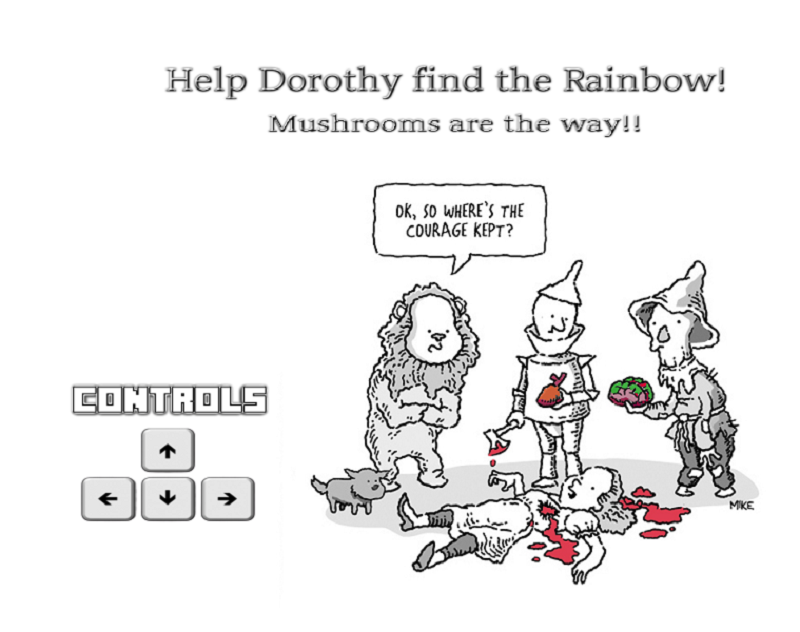 Help Dorothy find the Rainbow!
Mushrooms are the way!!
OK, SO WHERE'S THE
COURAGE KEPT?
CONTROLS
↑
← ↓ →
MIKE